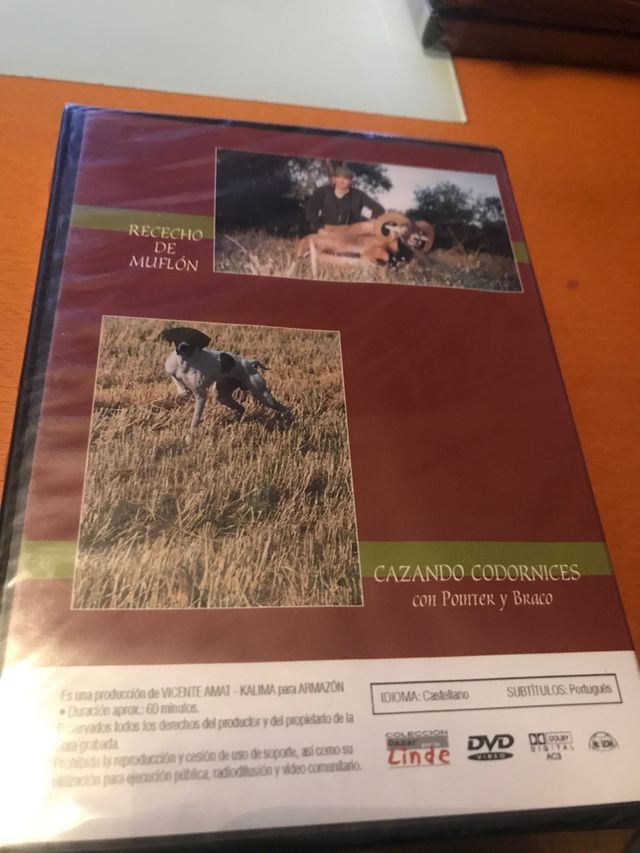 RECECHO
DE
MUFLÓN
CAZANDO CODORNICES
con Pointer y Braco
Es una producción de VICENTE AMAT - KALIMA para ARMAZÓN
• Duración aprox.: 60 minutos.
Reservados todos los derechos del productor y del propietario de la
obra grabada.
Prohibida la reproducción y cesión de uso de soporte, así como su
utilización para ejecución pública, radiodifusión y vídeo comunitario.
IDIOMA: Castellano
SUBTÍTULOS: Portugués
COLECCIÓN
Cazar
Linde
DVD
VIDEO
DOLBY
DIGITAL
AC3